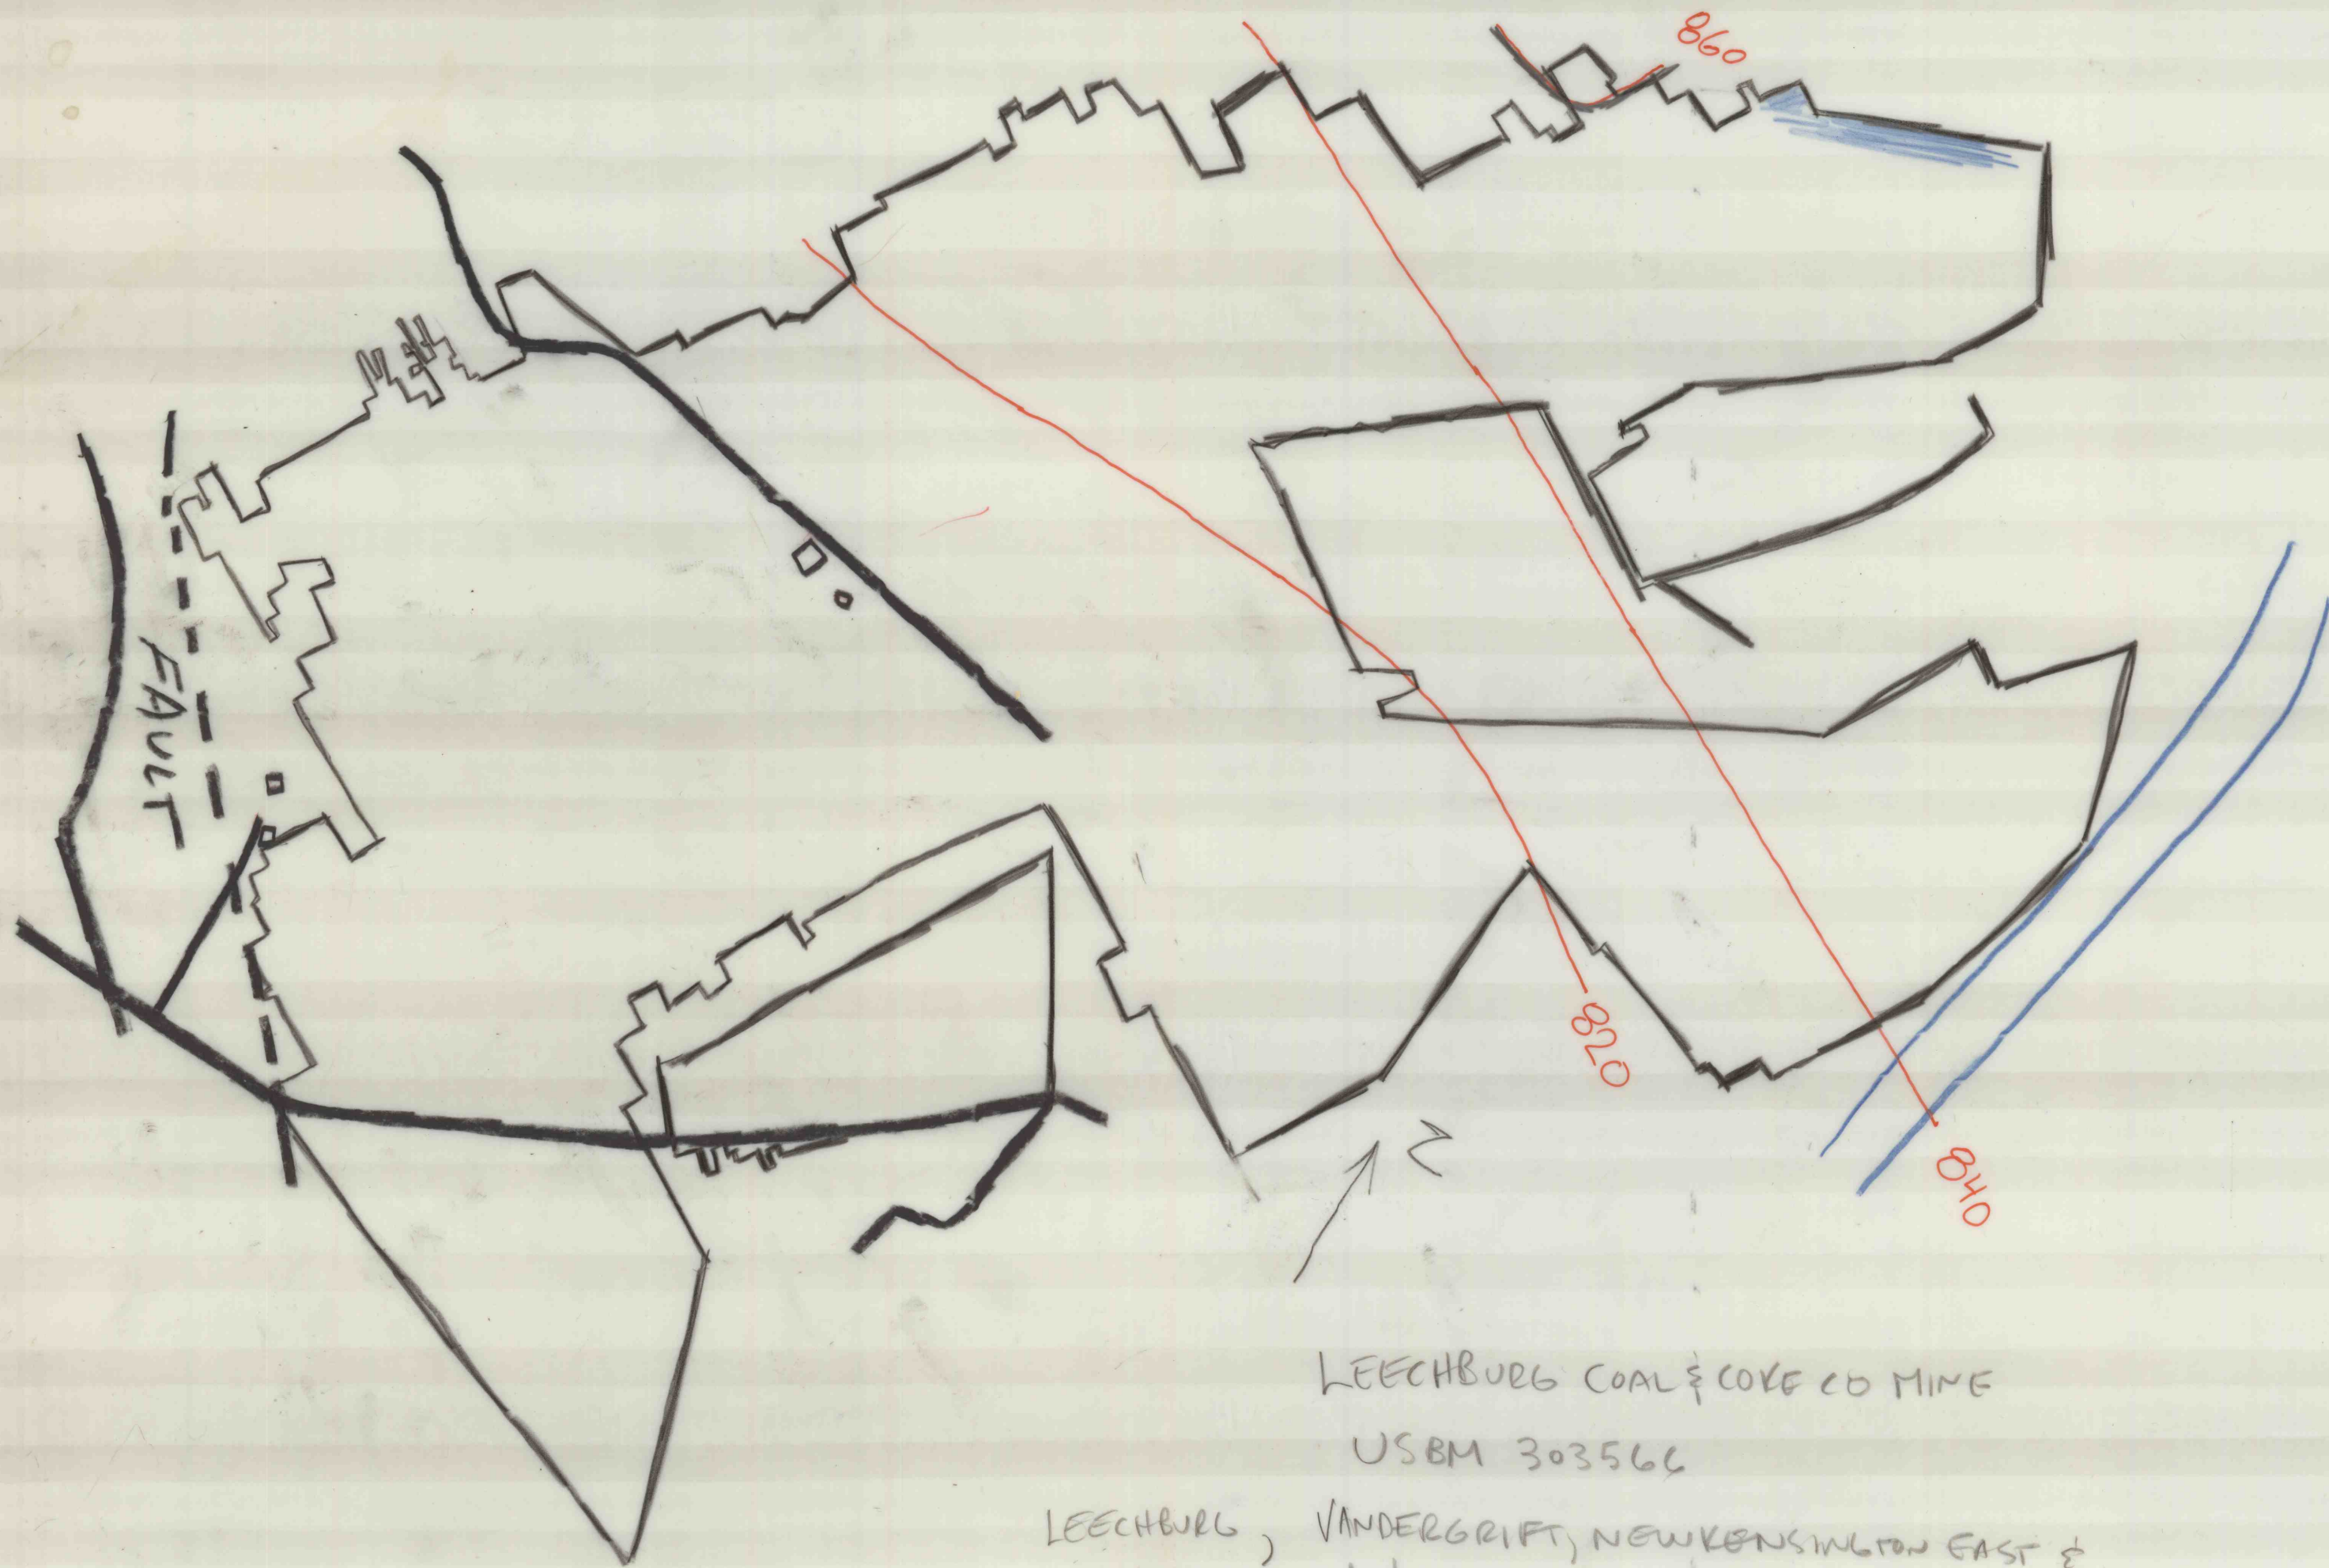 860
FAULT
820
840
N
LEECHBURG COAL & COKE CO MINE
USBM 303566
LEECHBURG, VANDERGRIFT, NEW KENSINGTON EAST &